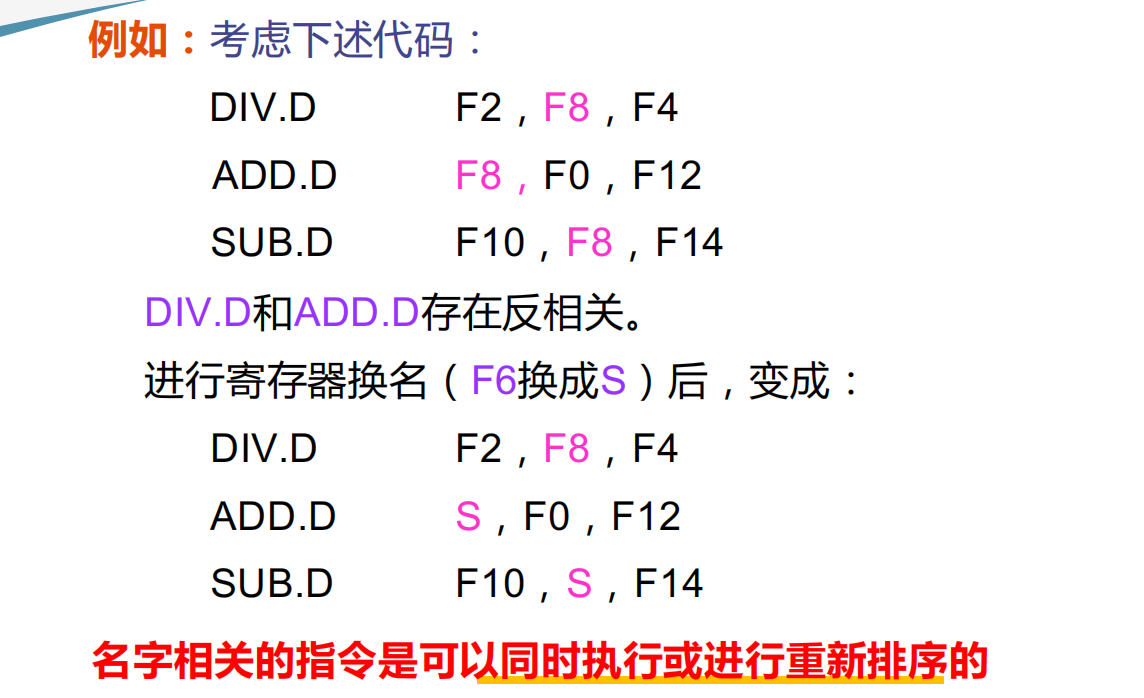 例如：考虑下述代码：
DIV.D F2，F8，F4
ADD.D F8，F0，F12
SUB.D F10，F8，F14
DIV.D和ADD.D存在反相关。
进行寄存器换名（F6换成S）后，变成：
DIV.D F2，F8，F4
ADD.D S，F0，F12
SUB.D F10，S，F14
名字相关的指令是可以同时执行或进行重新排序的